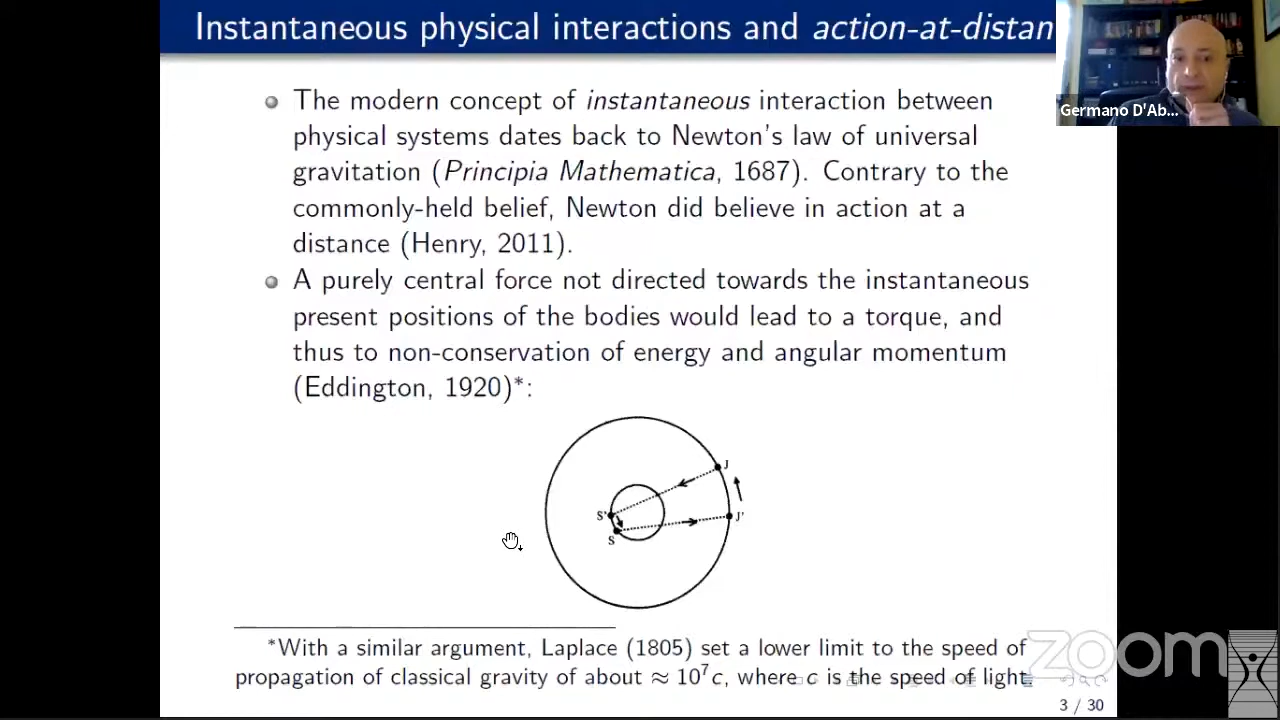 Instantaneous physical interactions and action-at-distan
Germano D'Ab...
The modern concept of instantaneous interaction between
physical systems dates back to Newton's law of universal
gravitation (Principia Mathematica, 1687). Contrary to the
commonly-held belief, Newton did believe in action at a
distance (Henry, 2011).
A purely central force not directed towards the instantaneous
present positions of the bodies would lead to a torque, and
thus to non-conservation of energy and angular momentum
(Eddington, 1920)*:
J
S'
J'
S
*With a similar argument, Laplace (1805) set a lower limit to the speed of
propagation of classical gravity of about ≈ 10⁷c, where c is the speed of light.
zoom
3 / 30